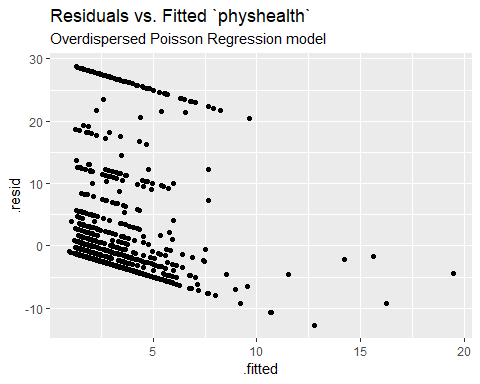 Residuals vs. Fitted `physhealth`
Overdispersed Poisson Regression model
30
20
10
0
-10
.resid
5
10
15
20
.fitted